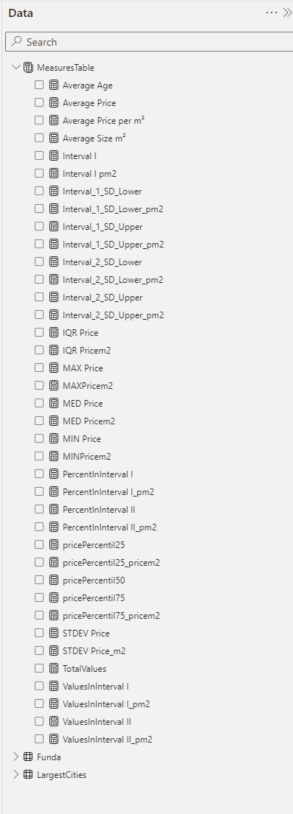 Data
Search
MeasuresTable
Average Age
Average Price
Average Price per m²
Average Size m²
Interval I
Interval I pm2
Interval_1_SD_Lower
Interval_1_SD_Lower_pm2
Interval_1_SD_Upper
Interval_1_SD_Upper_pm2
Interval_2_SD_Lower
Interval_2_SD_Lower_pm2
Interval_2_SD_Upper
Interval_2_SD_Upper_pm2
IQR Price
IQR Pricem2
MAX Price
MAXPricem2
MED Price
MED Pricem2
MIN Price
MINPricem2
PercentInInterval I
PercentInInterval I_pm2
PercentInInterval II
PercentInInterval II_pm2
pricePercentil25
pricePercentil25_pricem2
pricePercentil50
pricePercentil75
pricePercentil75_pricem2
STDEV Price
STDEV Price_m2
TotalValues
ValuesInInterval I
ValuesInInterval I_pm2
ValuesInInterval II
ValuesInInterval II_pm2
Funda
LargestCities